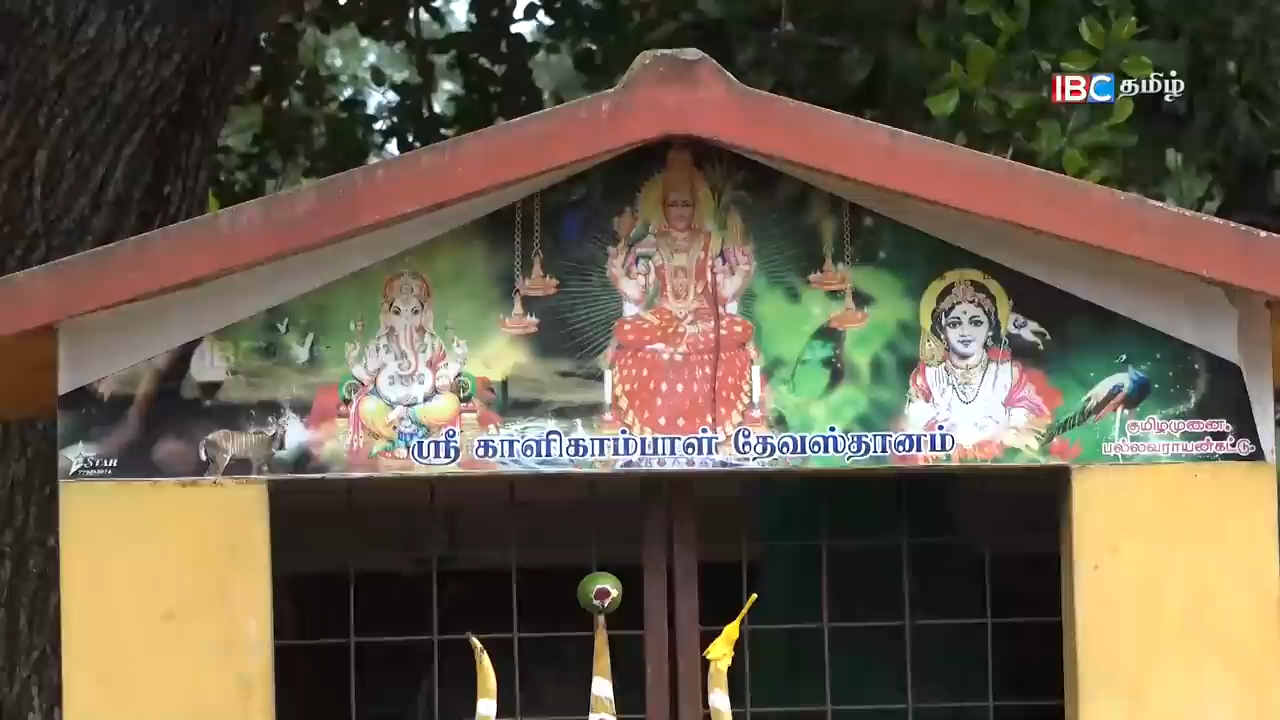 IBC தமிழ்
ஸ்ரீ காளிகாம்பாள் தேவஸ்தானம்
குமிழமுனை,
பல்லவராயன்கட்டு.
STAR